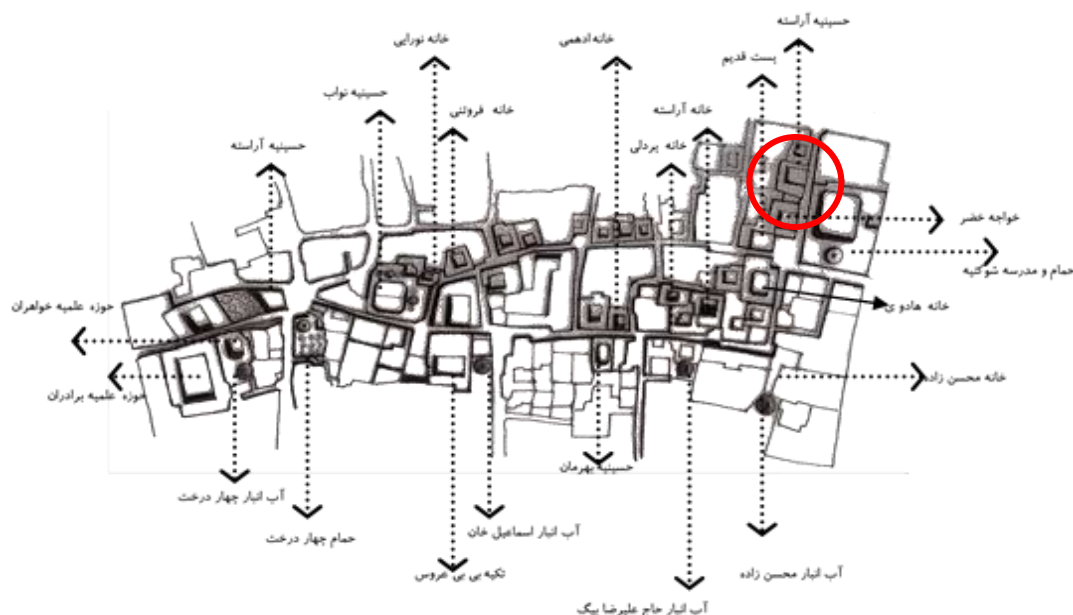 حسینیه آراسته
خانه نورایی
خانه ادهمی
پست قدیم
حسینیه نواب
خانه فروتنی
خانه آراسته
حسینیه آراسته
خانه پردلی
خواجه خضر
حمام و مدرسه شوکتیه
حوزه علمیه خواهران
خانه هادو ی
خانه محسن زاده
حوزه علمیه برادران
حسینیه بهرمان
آب انبار چهار درخت
آب انبار اسماعیل خان
حمام چهار درخت
تکیه بی بی عروس
آب انبار محسن زاده
آب انبار حاج علیرضا بیگ